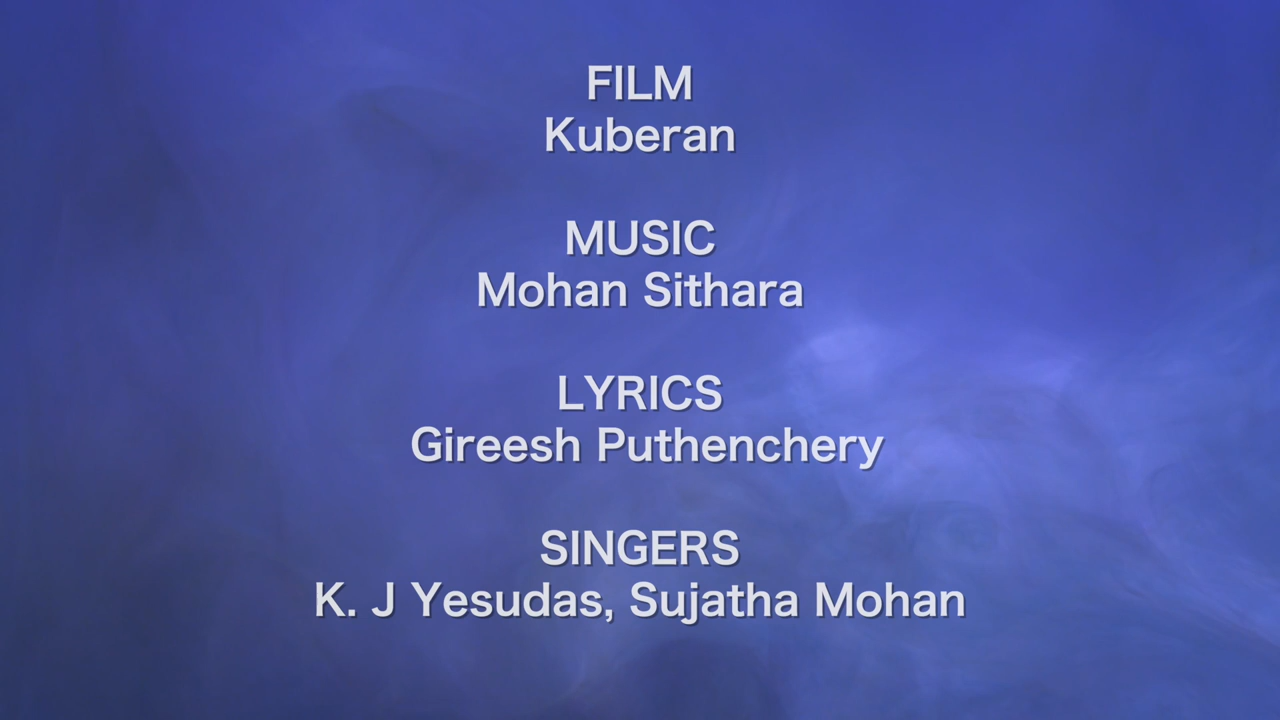 FILM
Kuberan
MUSIC
Mohan Sithara
LYRICS
Gireesh Puthenchery
SINGERS
K. J Yesudas, Sujatha Mohan